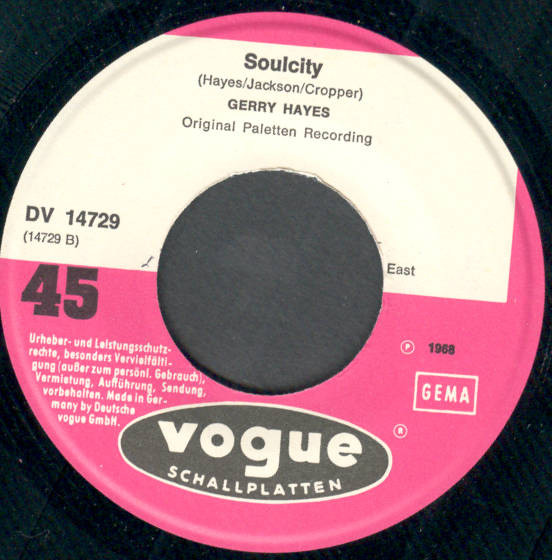 Soulcity
(Hayes/Jackson/Cropper)
GERRY HAYES
Original Paletten Recording
DV 14729
(14729 B)
East
45
Urheber- und Leistungsschutz-
rechte, besonders Vervielfälti-
gung (außer zum persönl. Gebrauch),
Vermietung, Aufführung, Sendung,
vorbehalten. Made in Ger-
many by Deutsche
vogue GmbH.
℗ 1968
GEMA
®
vogue
SCHALLPLATTEN